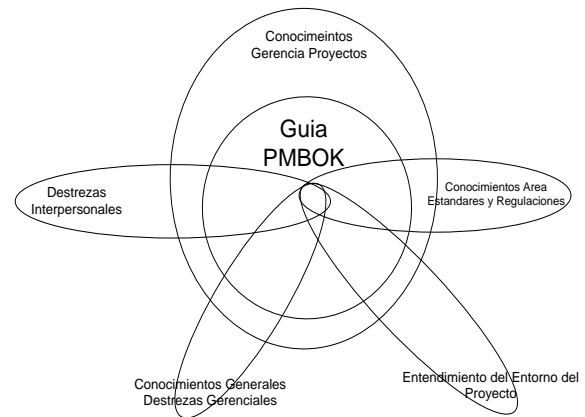 Conocimeintos
Gerencia Proyectos
Guia
PMBOK
Destrezas
Interpersonales
Conocimientos Area
Estandares y Regulaciones
Conocimientos Generales
Destrezas Gerenciales
Entendimiento del Entorno del
Proyecto